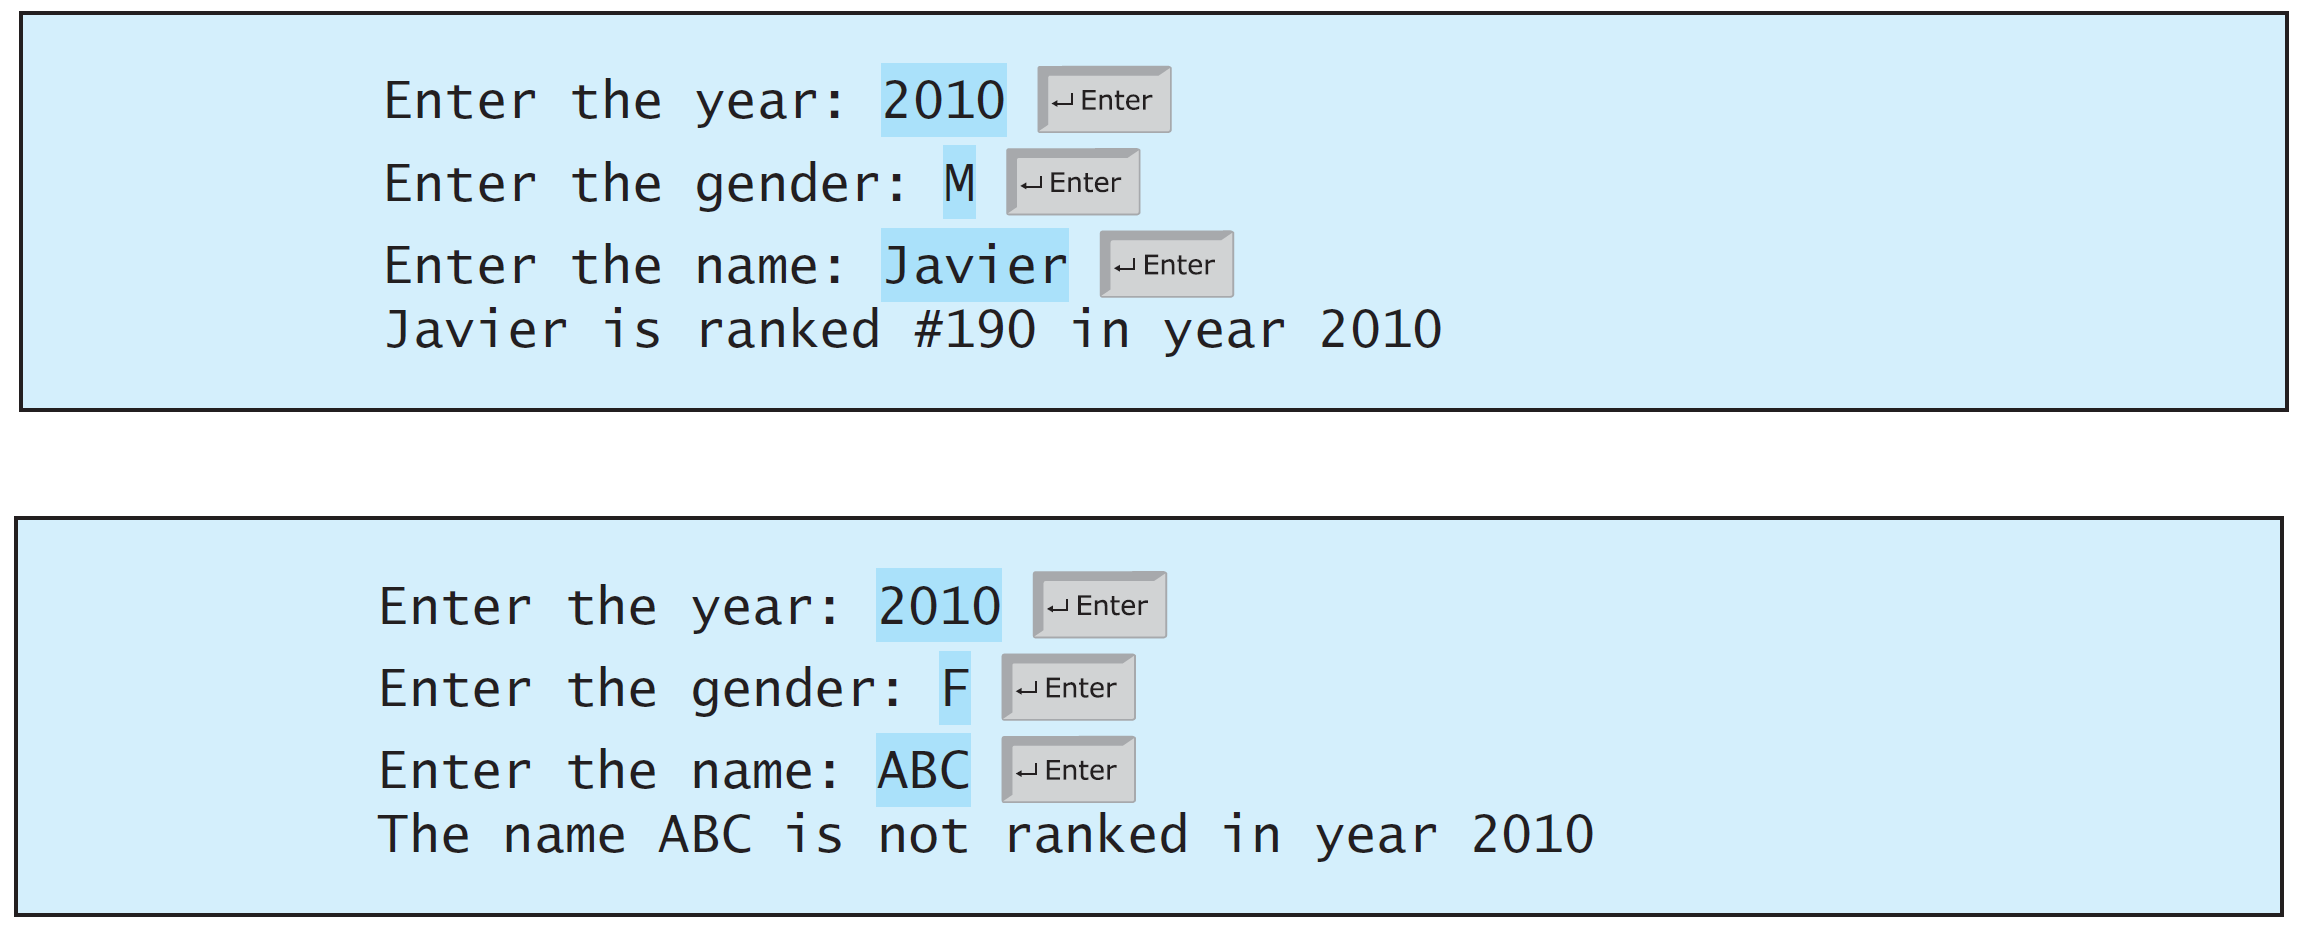 Enter the year: 2010 ↵ Enter
Enter the gender: M ↵ Enter
Enter the name: Javier ↵ Enter
Javier is ranked #190 in year 2010
Enter the year: 2010 ↵ Enter
Enter the gender: F ↵ Enter
Enter the name: ABC ↵ Enter
The name ABC is not ranked in year 2010